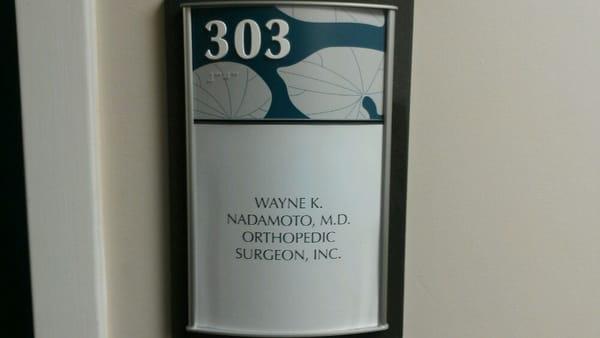 303
WAYNE K.
NADAMOTO, M.D.
ORTHOPEDIC
SURGEON, INC.